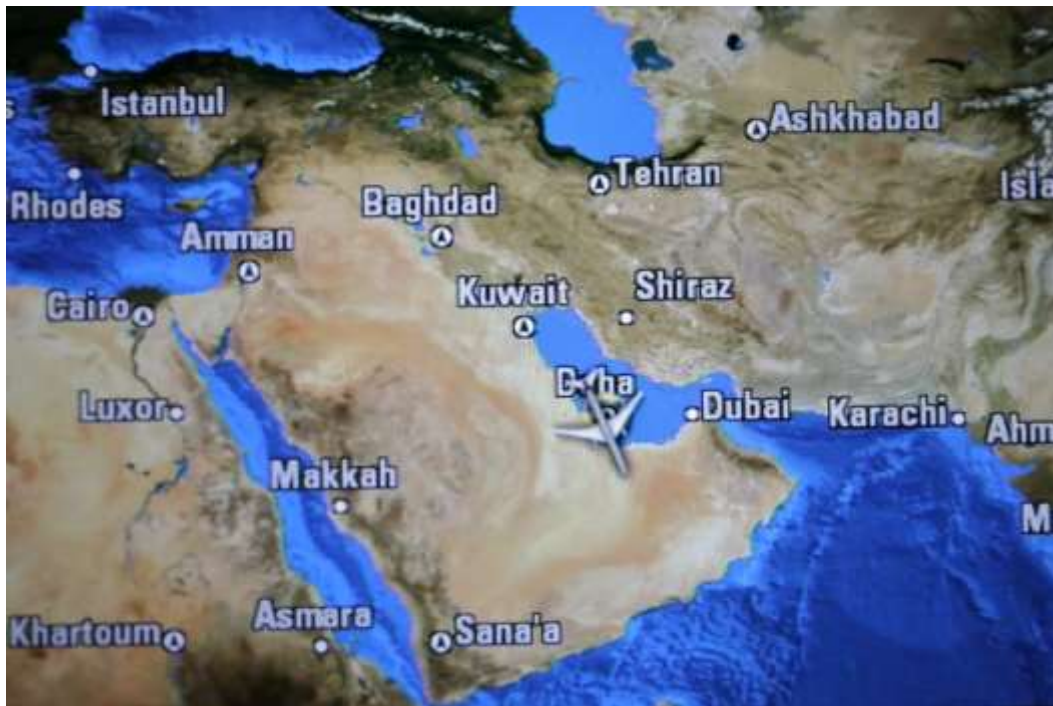 Istanbul
Ashkhabad
Tehran
Rhodes
Baghdad
Amman
Kuwait
Shiraz
Cairo
Luxor
Dubai
Karachi
Makkah
Asmara
Khartoum
Sana'a